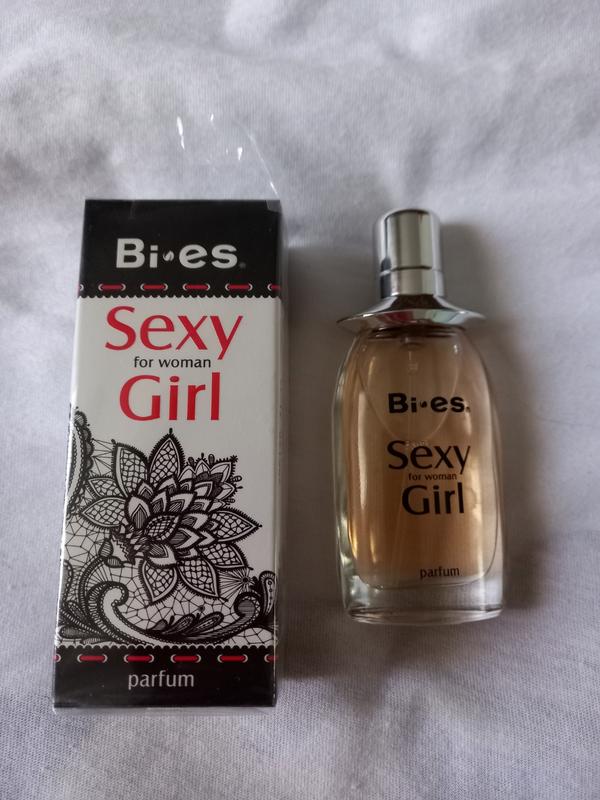 Bi·es®
Sexy
for woman
Girl
parfum
Bi·es®
Sexy
for woman
Girl
parfum